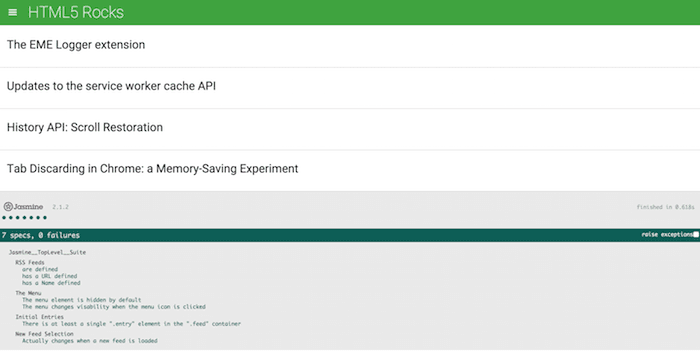 HTML5 Rocks
The EME Logger extension
Updates to the service worker cache API
History API: Scroll Restoration
Tab Discarding in Chrome: a Memory-Saving Experiment
Jasmine 2.1.2 finished in 0.618s
7 specs, 0 failures raise exceptions
Jasmine__TopLevel__Suite
RSS Feeds
are defined
has a URL defined
has a Name defined
The Menu
The menu element is hidden by default
The menu changes visability when the menu icon is clicked
Initial Entries
There is at least a single ".entry" element in the ".feed" container
New Feed Selection
Actually changes when a new feed is loaded